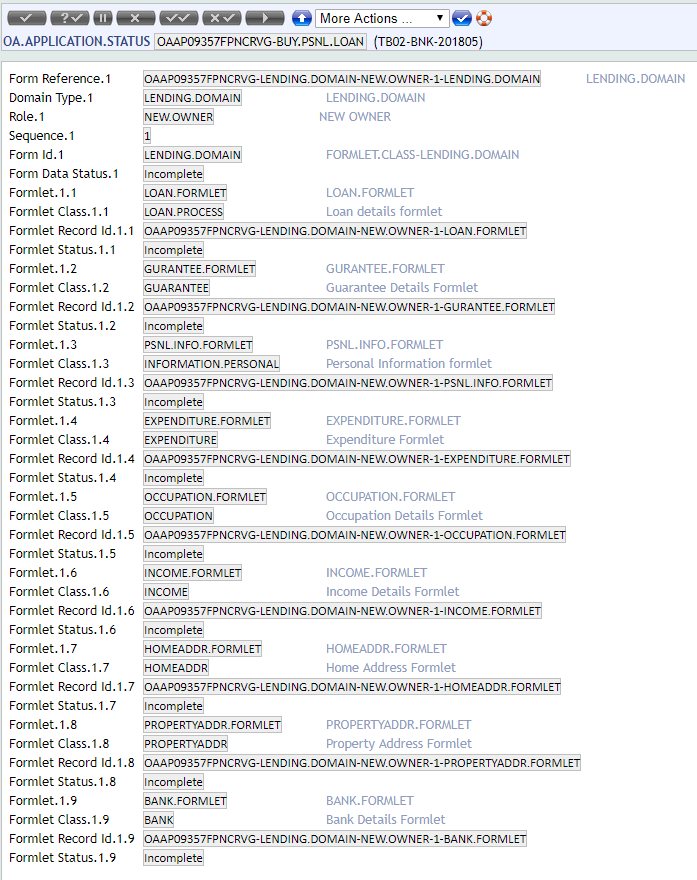 More Actions ...
OA.APPLICATION.STATUS OAAP09357FPNCRVG-BUY.PSNL.LOAN (TB02-BNK-201805)
Form Reference.1 OAAP09357FPNCRVG-LENDING.DOMAIN-NEW.OWNER-1-LENDING.DOMAIN LENDING.DOMAIN
Domain Type.1 LENDING.DOMAIN LENDING.DOMAIN
Role.1 NEW.OWNER NEW OWNER
Sequence.1 1
Form Id.1 LENDING.DOMAIN FORMLET.CLASS-LENDING.DOMAIN
Form Data Status.1 Incomplete
Formlet.1.1 LOAN.FORMLET LOAN.FORMLET
Formlet Class.1.1 LOAN.PROCESS Loan details formlet
Formlet Record Id.1.1 OAAP09357FPNCRVG-LENDING.DOMAIN-NEW.OWNER-1-LOAN.FORMLET
Formlet Status.1.1 Incomplete
Formlet.1.2 GURANTEE.FORMLET GURANTEE.FORMLET
Formlet Class.1.2 GUARANTEE Guarantee Details Formlet
Formlet Record Id.1.2 OAAP09357FPNCRVG-LENDING.DOMAIN-NEW.OWNER-1-GURANTEE.FORMLET
Formlet Status.1.2 Incomplete
Formlet.1.3 PSNL.INFO.FORMLET PSNL.INFO.FORMLET
Formlet Class.1.3 INFORMATION.PERSONAL Personal Information formlet
Formlet Record Id.1.3 OAAP09357FPNCRVG-LENDING.DOMAIN-NEW.OWNER-1-PSNL.INFO.FORMLET
Formlet Status.1.3 Incomplete
Formlet.1.4 EXPENDITURE.FORMLET EXPENDITURE.FORMLET
Formlet Class.1.4 EXPENDITURE Expenditure Formlet
Formlet Record Id.1.4 OAAP09357FPNCRVG-LENDING.DOMAIN-NEW.OWNER-1-EXPENDITURE.FORMLET
Formlet Status.1.4 Incomplete
Formlet.1.5 OCCUPATION.FORMLET OCCUPATION.FORMLET
Formlet Class.1.5 OCCUPATION Occupation Details Formlet
Formlet Record Id.1.5 OAAP09357FPNCRVG-LENDING.DOMAIN-NEW.OWNER-1-OCCUPATION.FORMLET
Formlet Status.1.5 Incomplete
Formlet.1.6 INCOME.FORMLET INCOME.FORMLET
Formlet Class.1.6 INCOME Income Details Formlet
Formlet Record Id.1.6 OAAP09357FPNCRVG-LENDING.DOMAIN-NEW.OWNER-1-INCOME.FORMLET
Formlet Status.1.6 Incomplete
Formlet.1.7 HOMEADDR.FORMLET HOMEADDR.FORMLET
Formlet Class.1.7 HOMEADDR Home Address Formlet
Formlet Record Id.1.7 OAAP09357FPNCRVG-LENDING.DOMAIN-NEW.OWNER-1-HOMEADDR.FORMLET
Formlet Status.1.7 Incomplete
Formlet.1.8 PROPERTYADDR.FORMLET PROPERTYADDR.FORMLET
Formlet Class.1.8 PROPERTYADDR Property Address Formlet
Formlet Record Id.1.8 OAAP09357FPNCRVG-LENDING.DOMAIN-NEW.OWNER-1-PROPERTYADDR.FORMLET
Formlet Status.1.8 Incomplete
Formlet.1.9 BANK.FORMLET BANK.FORMLET
Formlet Class.1.9 BANK Bank Details Formlet
Formlet Record Id.1.9 OAAP09357FPNCRVG-LENDING.DOMAIN-NEW.OWNER-1-BANK.FORMLET
Formlet Status.1.9 Incomplete